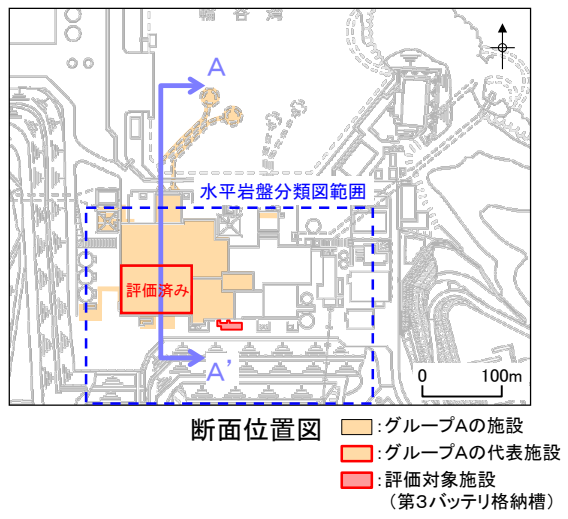 輪谷湾
A
水平岩盤分類図範囲
評価済み
A'
0 100m
断面位置図
:グループAの施設
:グループAの代表施設
:評価対象施設
(第3バッテリ格納槽)